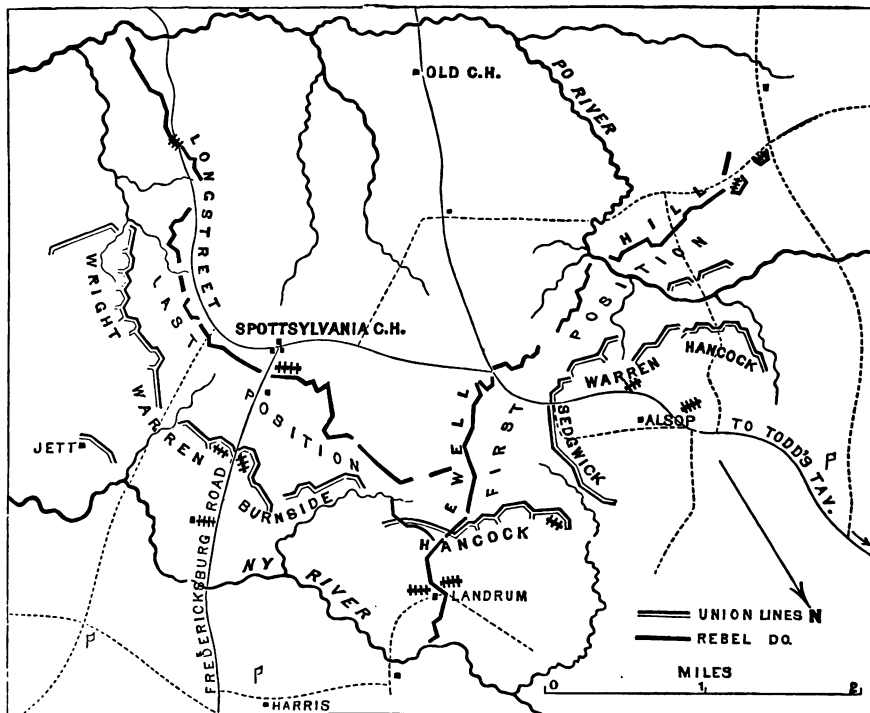 OLD C.H.
PO RIVER
LONGSTREET
HILL
POSITION
WRIGHT
LAST
SPOTTSYLVANIA C.H.
WARREN
HANCOCK
POSITION
WARREN
SEDGWICK
ALSOP
EWELL
FIRST
TO TODD'S TAV.
JETT
BURNSIDE
HANCOCK
FREDERICKSBURG ROAD
NY RIVER
LANDRUM
UNION LINES N
REBEL DO.
MILES
0 1 2
HARRIS
P
P
P